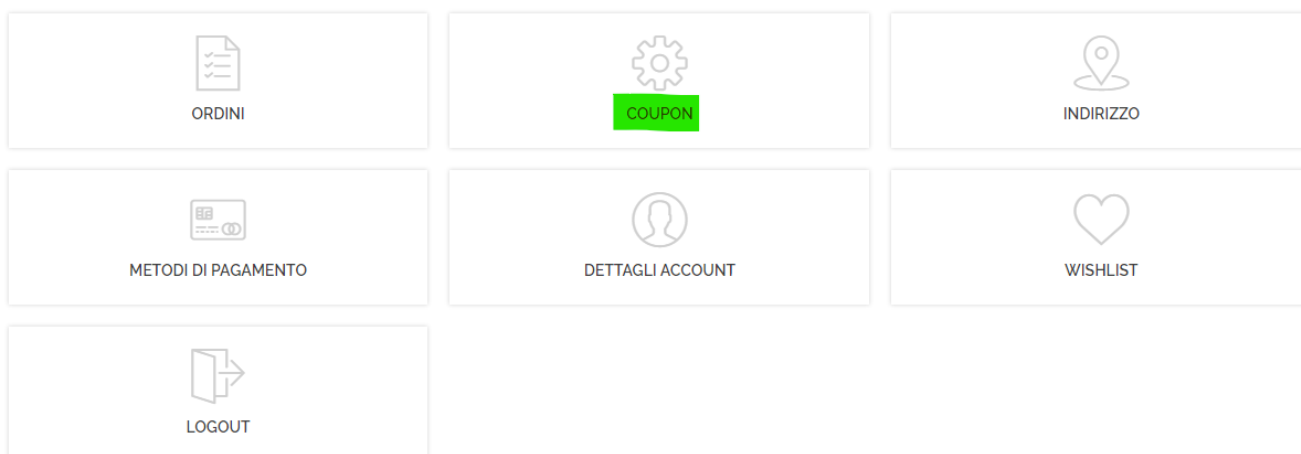 ORDINI
COUPON
INDIRIZZO
METODI DI PAGAMENTO
DETTAGLI ACCOUNT
WISHLIST
LOGOUT